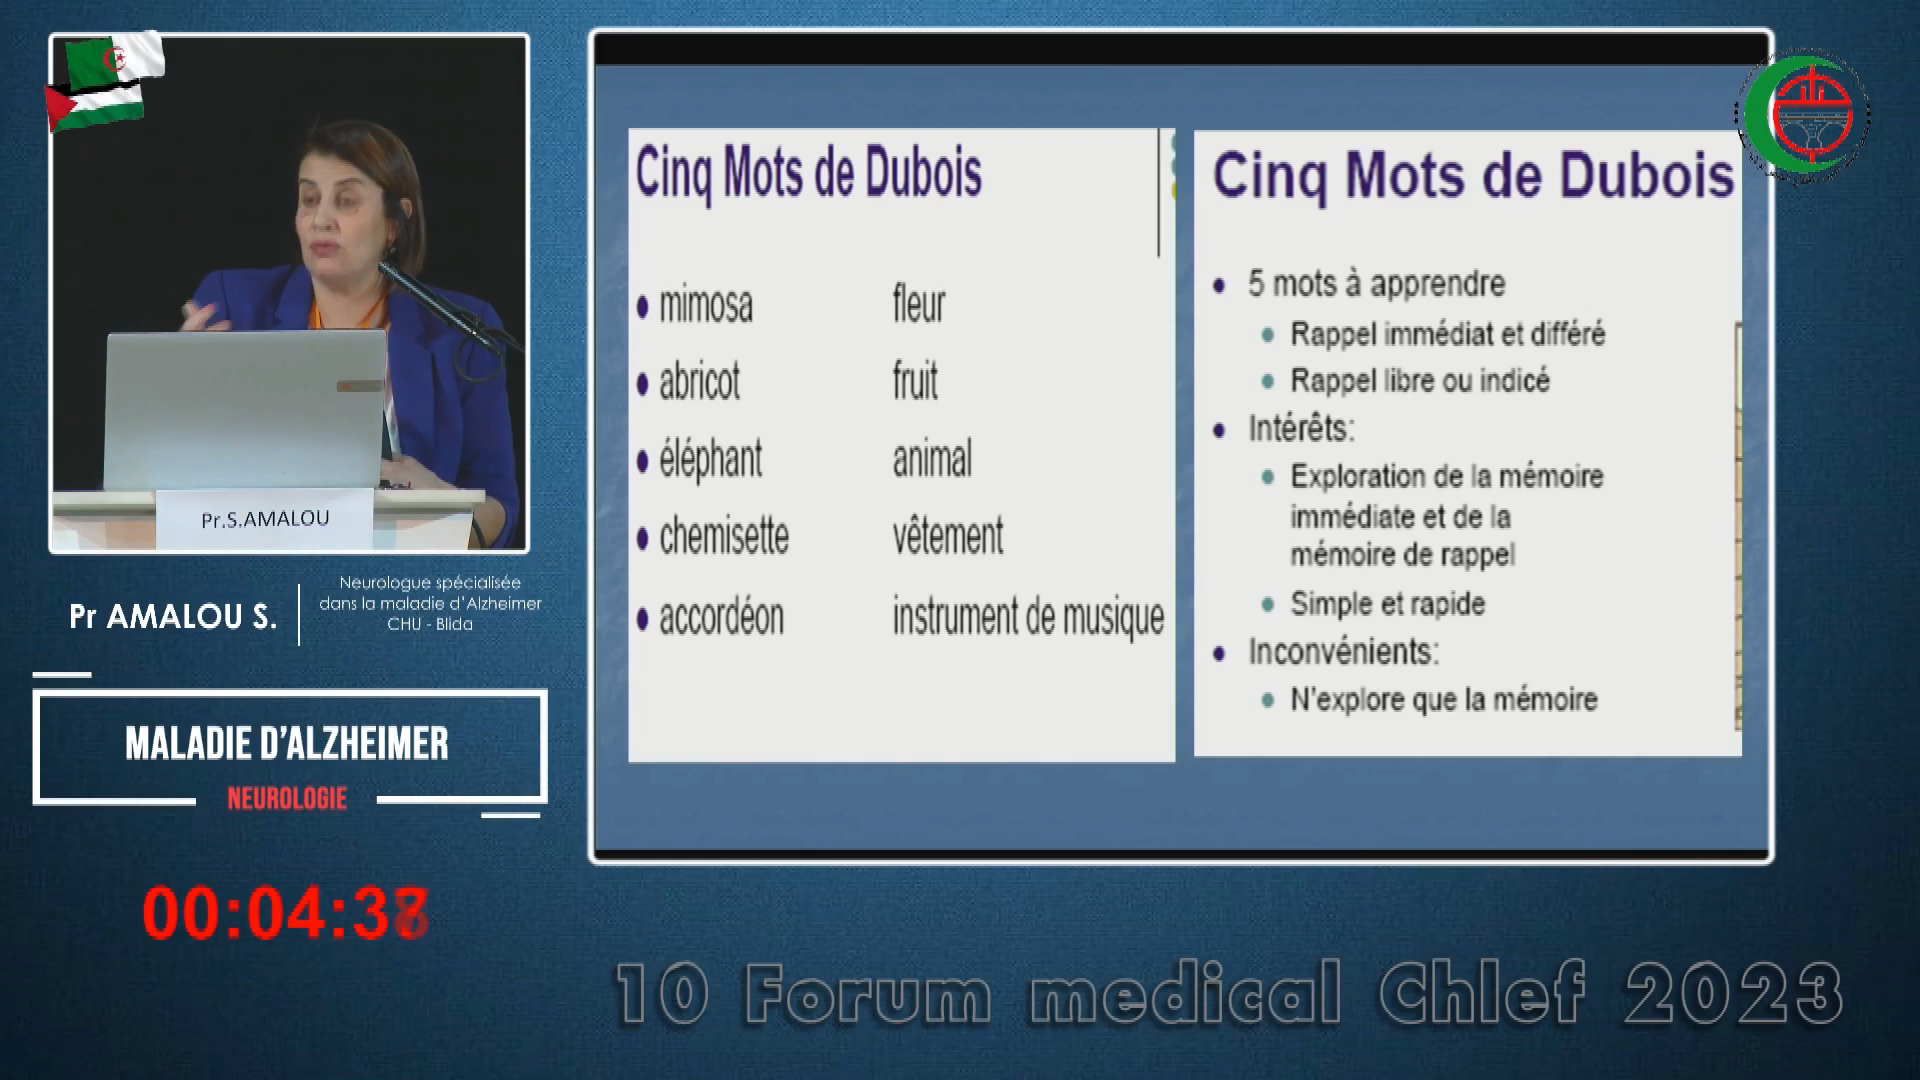 Pr.S.AMALOU
Pr AMALOU S.
Neurologue spécialisée
dans la maladie d'Alzheimer
CHU - Blida
MALADIE D'ALZHEIMER
NEUROLOGIE
00:04:3
Cinq Mots de Dubois
mimosa fleur
abricot fruit
éléphant animal
chemisette vêtement
accordéon instrument de musique
Cinq Mots de Dubois
5 mots à apprendre
Rappel immédiat et différé
Rappel libre ou indicé
Intérêts:
Exploration de la mémoire
immédiate et de la
mémoire de rappel
Simple et rapide
Inconvénients:
N'explore que la mémoire
10 Forum medical Chlef 2023